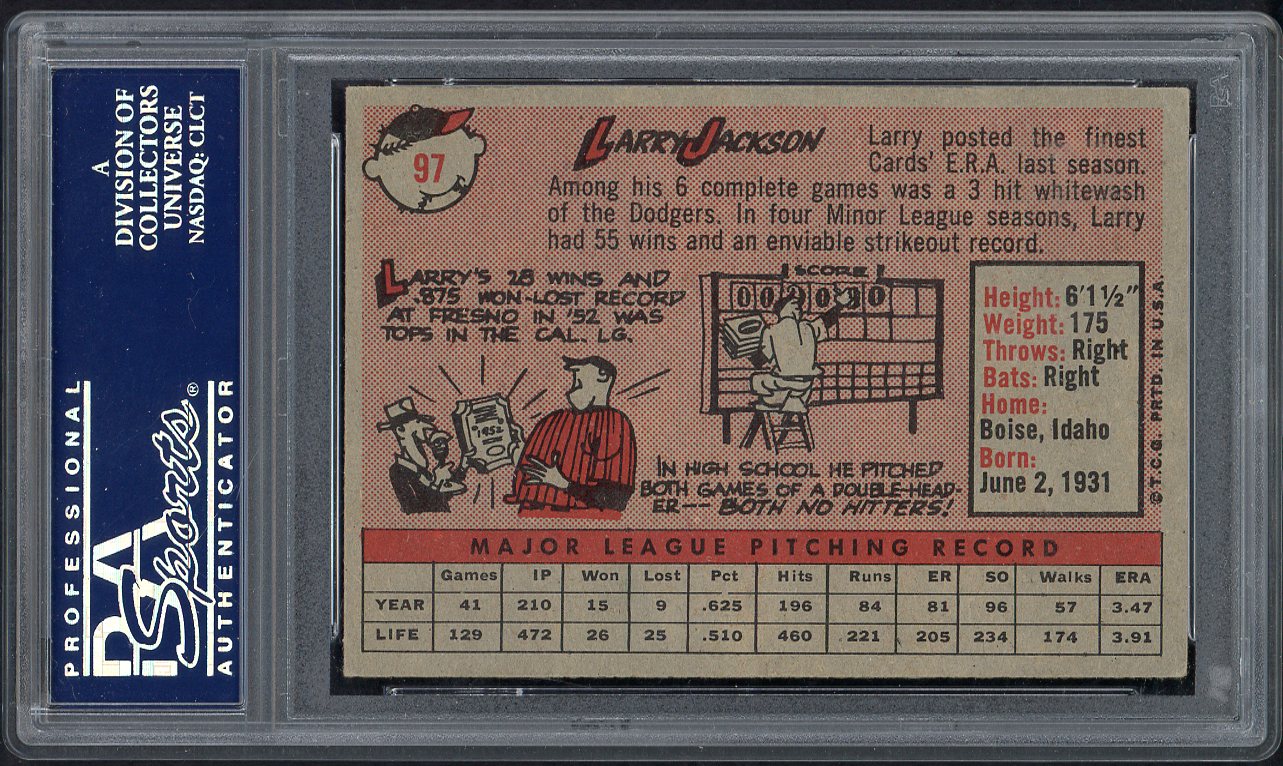 A
DIVISION OF
COLLECTORS
UNIVERSE
NASDAQ: CLCT
PROFESSIONAL
PSA
Sports®
AUTHENTICATOR
97
LARRY JACKSON
Larry posted the finest
Cards' E.R.A. last season.
Among his 6 complete games was a 3 hit whitewash
of the Dodgers. In four Minor League seasons, Larry
had 55 wins and an enviable strikeout record.
LARRY'S 28 WINS AND
.875 WON-LOST RECORD
AT FRESNO IN '52 WAS
TOPS IN THE CAL. LG.
1952
SCORE
00 00 00
IN HIGH SCHOOL HE PITCHED
BOTH GAMES OF A DOUBLE-HEAD-
ER— BOTH NO HITTERS!
Height: 6'1½"
Weight: 175
Throws: Right
Bats: Right
Home:
Boise, Idaho
Born:
June 2, 1931
©T.C.G. PRTD. IN U.S.A.
MAJOR LEAGUE PITCHING RECORD
Games IP Won Lost Pct Hits Runs ER SO Walks ERA
YEAR 41 210 15 9 .625 196 84 81 96 57 3.47
LIFE 129 472 26 25 .510 460 221 205 234 174 3.91